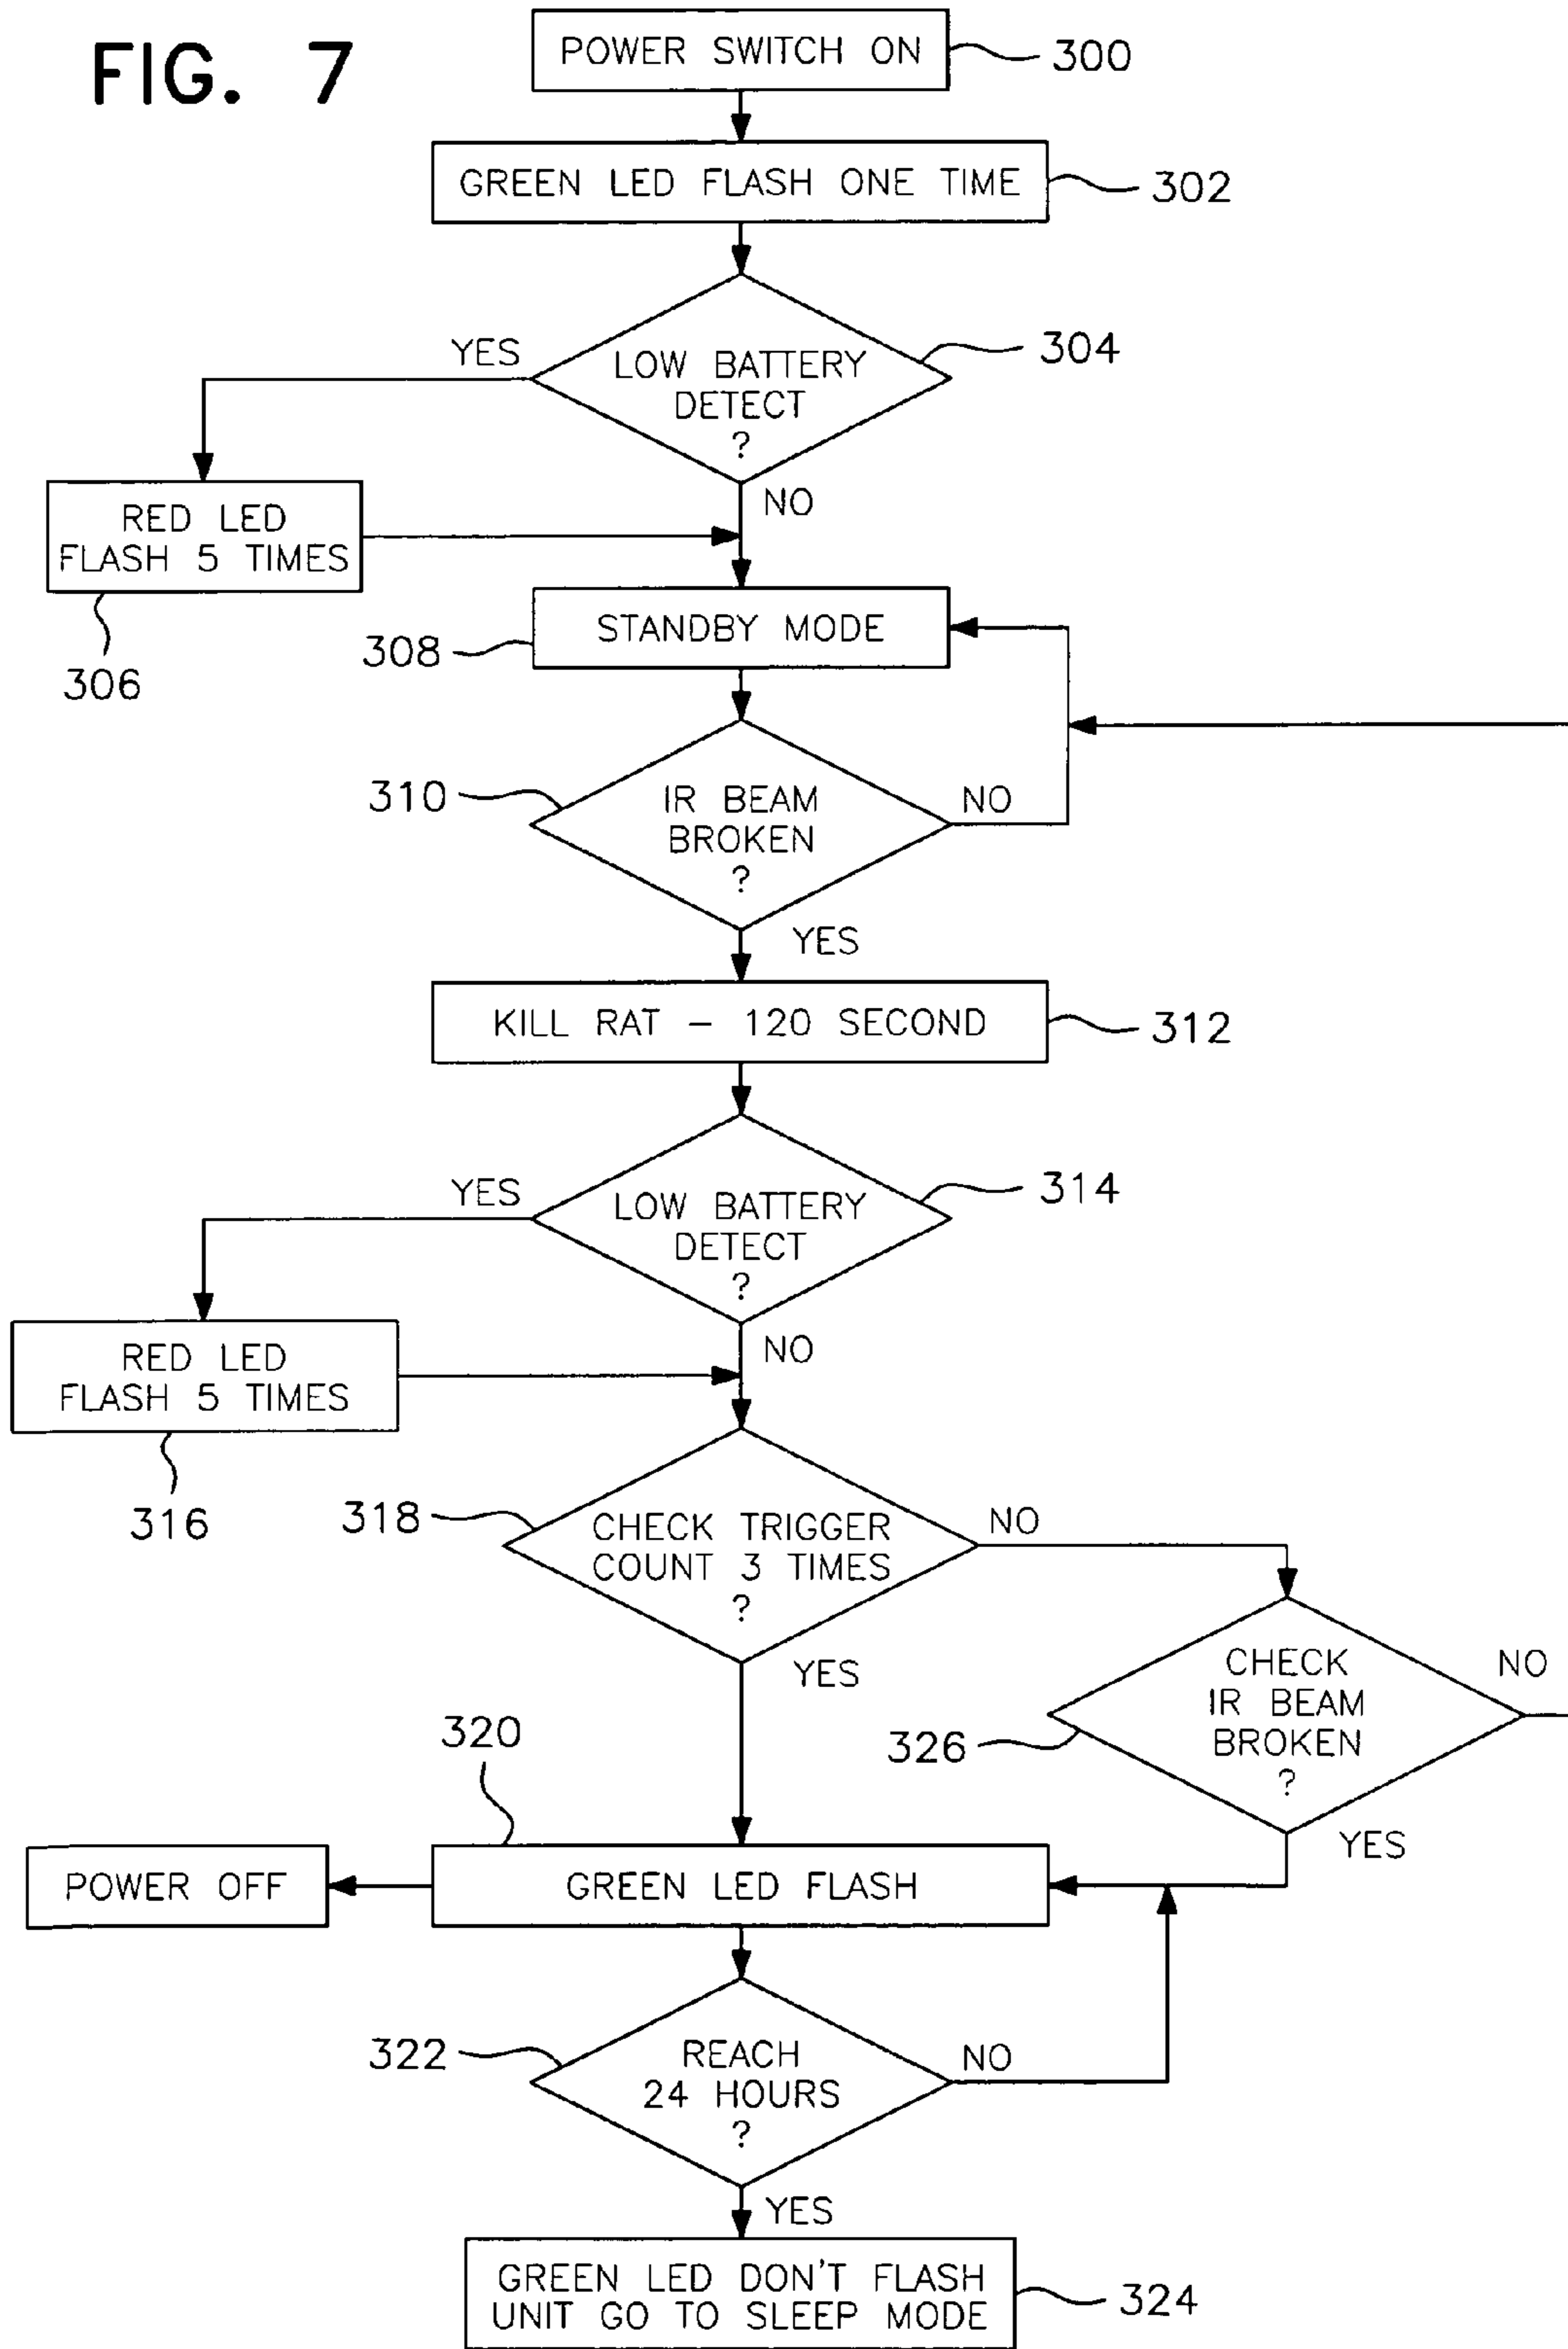 FIG. 7
POWER SWITCH ON
300
GREEN LED FLASH ONE TIME
302
YES
LOW BATTERY
DETECT
?
304
NO
RED LED
FLASH 5 TIMES
306
STANDBY MODE
308
310
IR BEAM
BROKEN
?
NO
YES
KILL RAT – 120 SECOND
312
YES
LOW BATTERY
DETECT
?
314
NO
RED LED
FLASH 5 TIMES
316
318
CHECK TRIGGER
COUNT 3 TIMES
?
NO
YES
CHECK
IR BEAM
BROKEN
?
NO
326
YES
320
POWER OFF
GREEN LED FLASH
322
REACH
24 HOURS
?
NO
YES
GREEN LED DON'T FLASH
UNIT GO TO SLEEP MODE
324